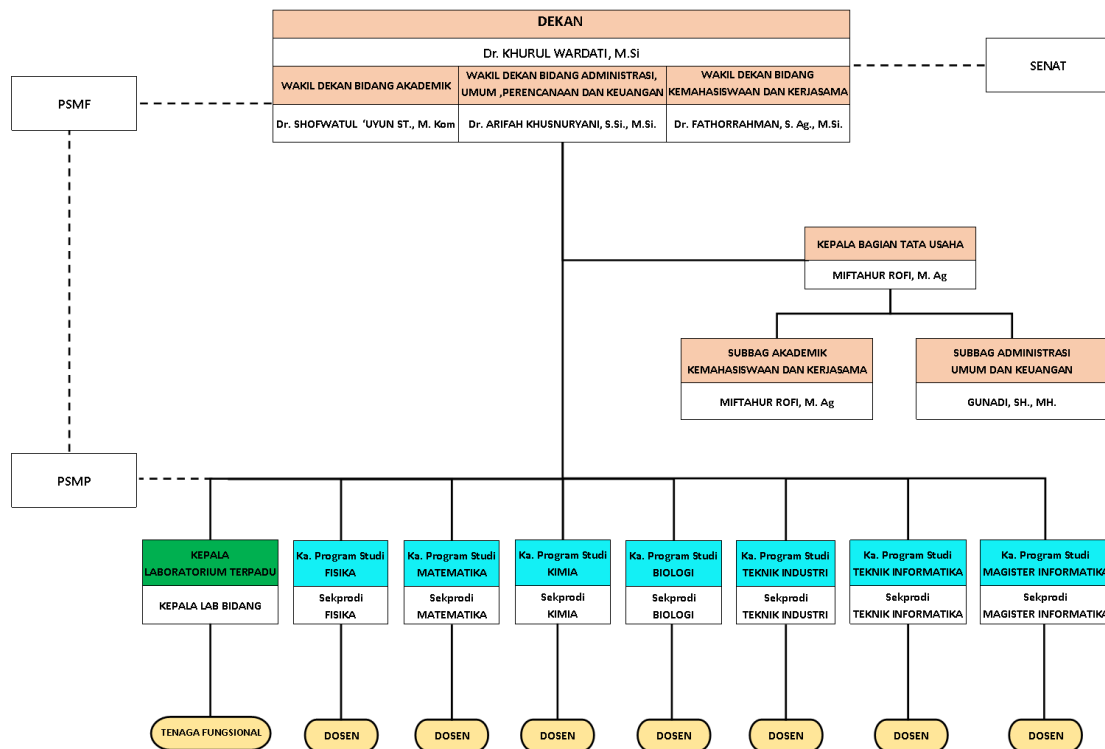 DEKAN
Dr. KHURUL WARDATI, M.Si
WAKIL DEKAN BIDANG AKADEMIK
WAKIL DEKAN BIDANG ADMINISTRASI,
UMUM ,PERENCANAAN DAN KEUANGAN
WAKIL DEKAN BIDANG
KEMAHASISWAAN DAN KERJASAMA
Dr. SHOFWATUL 'UYUN ST., M. Kom
Dr. ARIFAH KHUSNURYANI, S.Si., M.Si.
Dr. FATHORRAHMAN, S. Ag., M.Si.
SENAT
PSMF
KEPALA BAGIAN TATA USAHA
MIFTAHUR ROFI, M. Ag
SUBBAG AKADEMIK
KEMAHASISWAAN DAN KERJASAMA
MIFTAHUR ROFI, M. Ag
SUBBAG ADMINISTRASI
UMUM DAN KEUANGAN
GUNADI, SH., MH.
PSMP
KEPALA
LABORATORIUM TERPADU
KEPALA LAB BIDANG
Ka. Program Studi
FISIKA
Sekprodi
FISIKA
Ka. Program Studi
MATEMATIKA
Sekprodi
MATEMATIKA
Ka. Program Studi
KIMIA
Sekprodi
KIMIA
Ka. Program Studi
BIOLOGI
Sekprodi
BIOLOGI
Ka. Program Studi
TEKNIK INDUSTRI
Sekprodi
TEKNIK INDUSTRI
Ka. Program Studi
TEKNIK INFORMATIKA
Sekprodi
TEKNIK INFORMATIKA
Ka. Program Studi
MAGISTER INFORMATIKA
Sekprodi
MAGISTER INFORMATIKA
TENAGA FUNGSIONAL
DOSEN
DOSEN
DOSEN
DOSEN
DOSEN
DOSEN
DOSEN